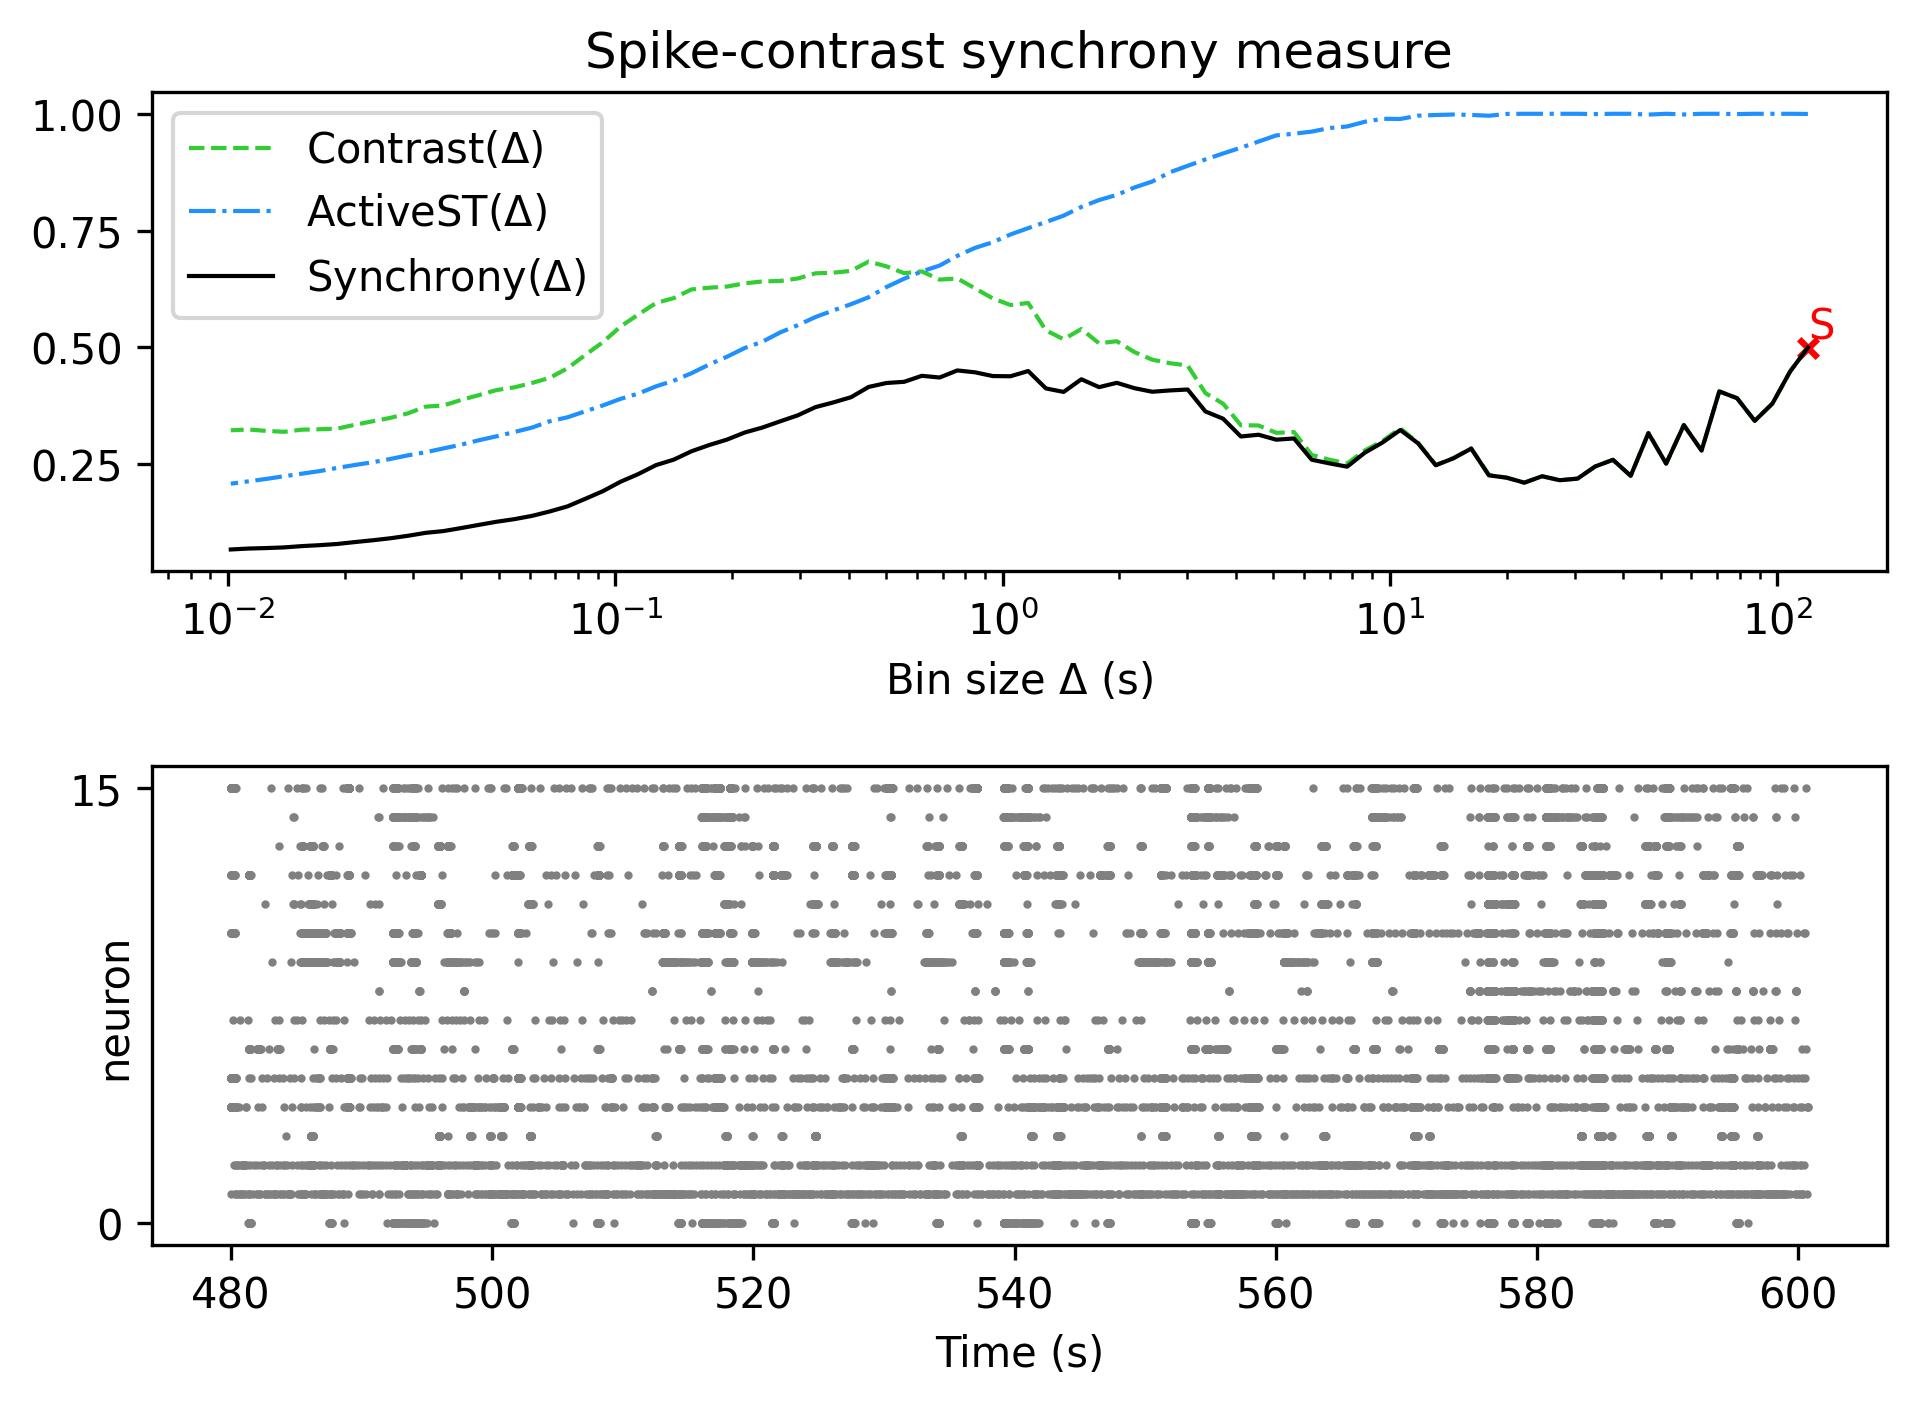 Spike-contrast synchrony measure
1.00
0.75
0.50
0.25
Contrast(Δ)
ActiveST(Δ)
Synchrony(Δ)
S
10⁻² 10⁻¹ 10⁰ 10¹ 10²
Bin size Δ (s)
15
0
neuron
480 500 520 540 560 580 600
Time (s)